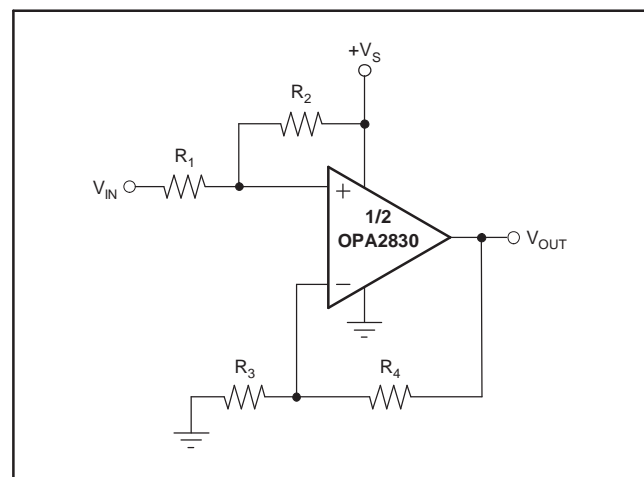 +V_S
R_2
R_1
V_IN
+
1/2
OPA2830
V_OUT
−
R_3
R_4